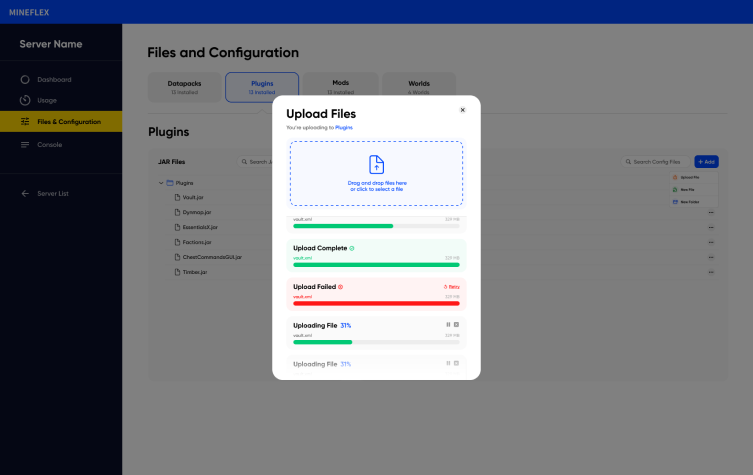 MINEFLEX
Server Name
Dashboard
Usage
Files & Configuration
Console
Server List
Files and Configuration
Datapacks
12 Installed
Plugins
12 Installed
Mods
12 Installed
Worlds
4 Worlds
Plugins
JAR Files
Search J
Search Config Files
+ Add
Upload File
New File
New Folder
Plugins
Vault.jar
Dynmap.jar
EssentialsX.jar
Factions.jar
ChestCommandsGUI.jar
Timber.jar
Upload Files
You're uploading to Plugins
Drag and drop files here
or click to select a file
vault.xml
329 MB
Upload Complete
vault.xml
329 MB
Upload Failed
Retry
vault.xml
329 MB
Uploading File 31%
vault.xml
329 MB
Uploading File 31%